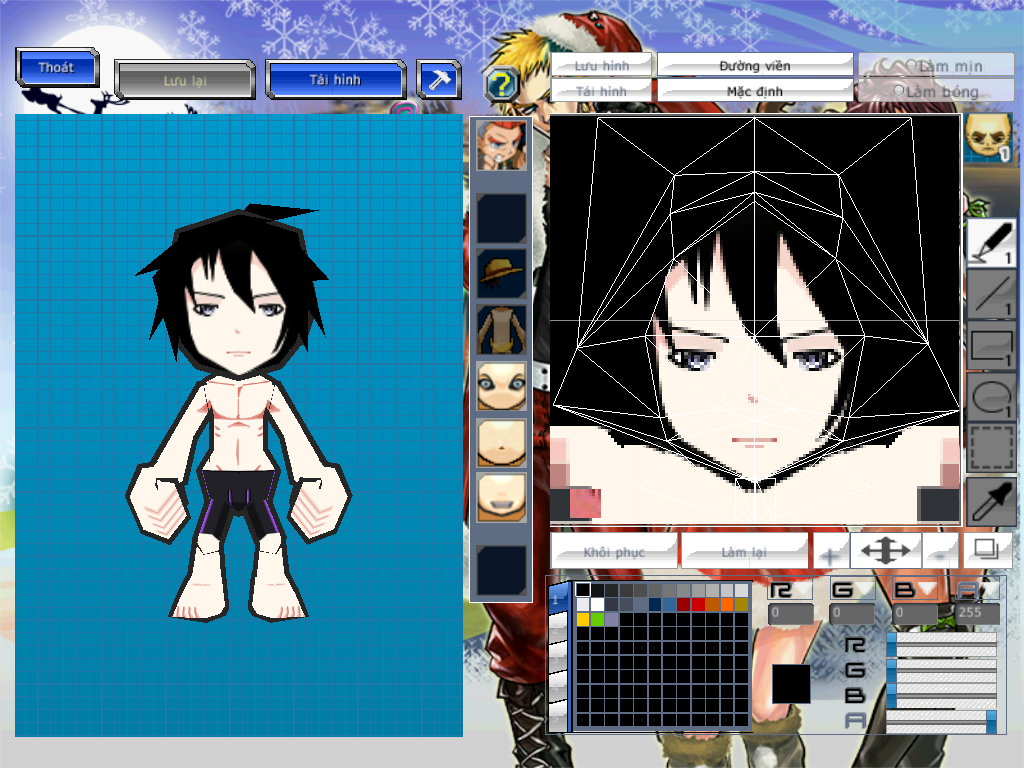 Thoát
Lưu lại
Tải hình
?
Lưu hình
Đường viền
Làm mịn
Tải hình
Mặc định
Làm bóng
1
1
1
1
1
Khôi phục
Làm lại
1
R
G
B
A
0
0
0
255
R
G
B
A